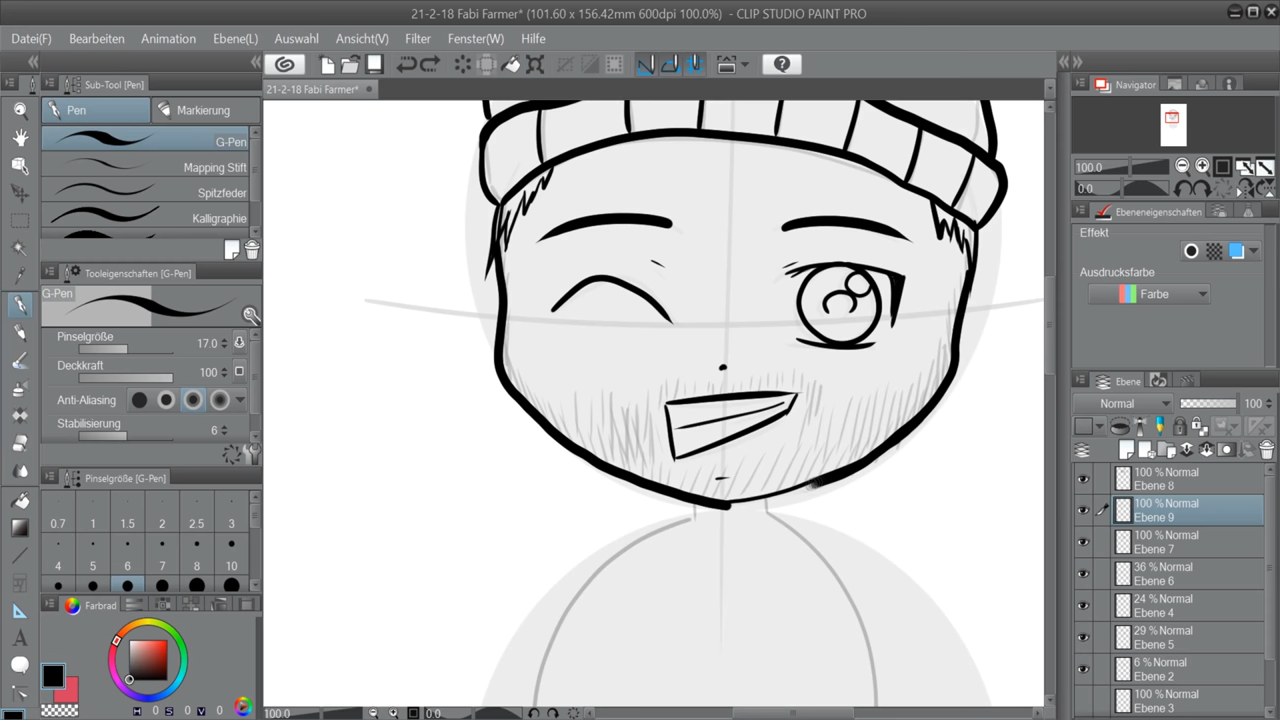 21-2-18 Fabi Farmer* (101.60 x 156.42mm 600dpi 100.0%) - CLIP STUDIO PAINT PRO
Datei(F) Bearbeiten Animation Ebene(L) Auswahl Ansicht(V) Filter Fenster(W) Hilfe
Sub-Tool [Pen]
21-2-18 Fabi Farmer*
Navigator
Pen Markierung
G-Pen
Mapping Stift
Spitzfeder
Kalligraphie
100.0
0.0
Ebeneneigenschaften
Effekt
Ausdrucksfarbe
Farbe
Tooleigenschaften [G-Pen]
G-Pen
Pinselgröße 17.0
Deckkraft 100
Anti-Aliasing
Stabilisierung 6
Pinselgröße [G-Pen]
0.7 1 1.5 2 2.5 3
4 5 6 7 8 10
Farbrad
H 0 S 0 V 0
100.0 0.0
Ebene
Normal 100
100 % Normal
Ebene 8
100 % Normal
Ebene 9
100 % Normal
Ebene 7
36 % Normal
Ebene 6
24 % Normal
Ebene 4
29 % Normal
Ebene 5
6 % Normal
Ebene 2
100 % Normal
Ebene 3